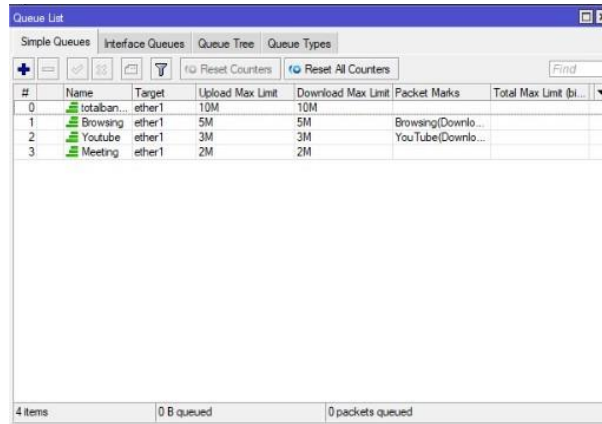 Queue List
Simple Queues Interface Queues Queue Tree Queue Types
Reset Counters Reset All Counters Find
# Name Target Upload Max Limit Download Max Limit Packet Marks Total Max Limit (bi...
0 totalban... ether1 10M 10M
1 Browsing ether1 5M 5M Browsing(Downlo...
2 Youtube ether1 3M 3M YouTube(Downlo...
3 Meeting ether1 2M 2M
4 items 0 B queued 0 packets queued